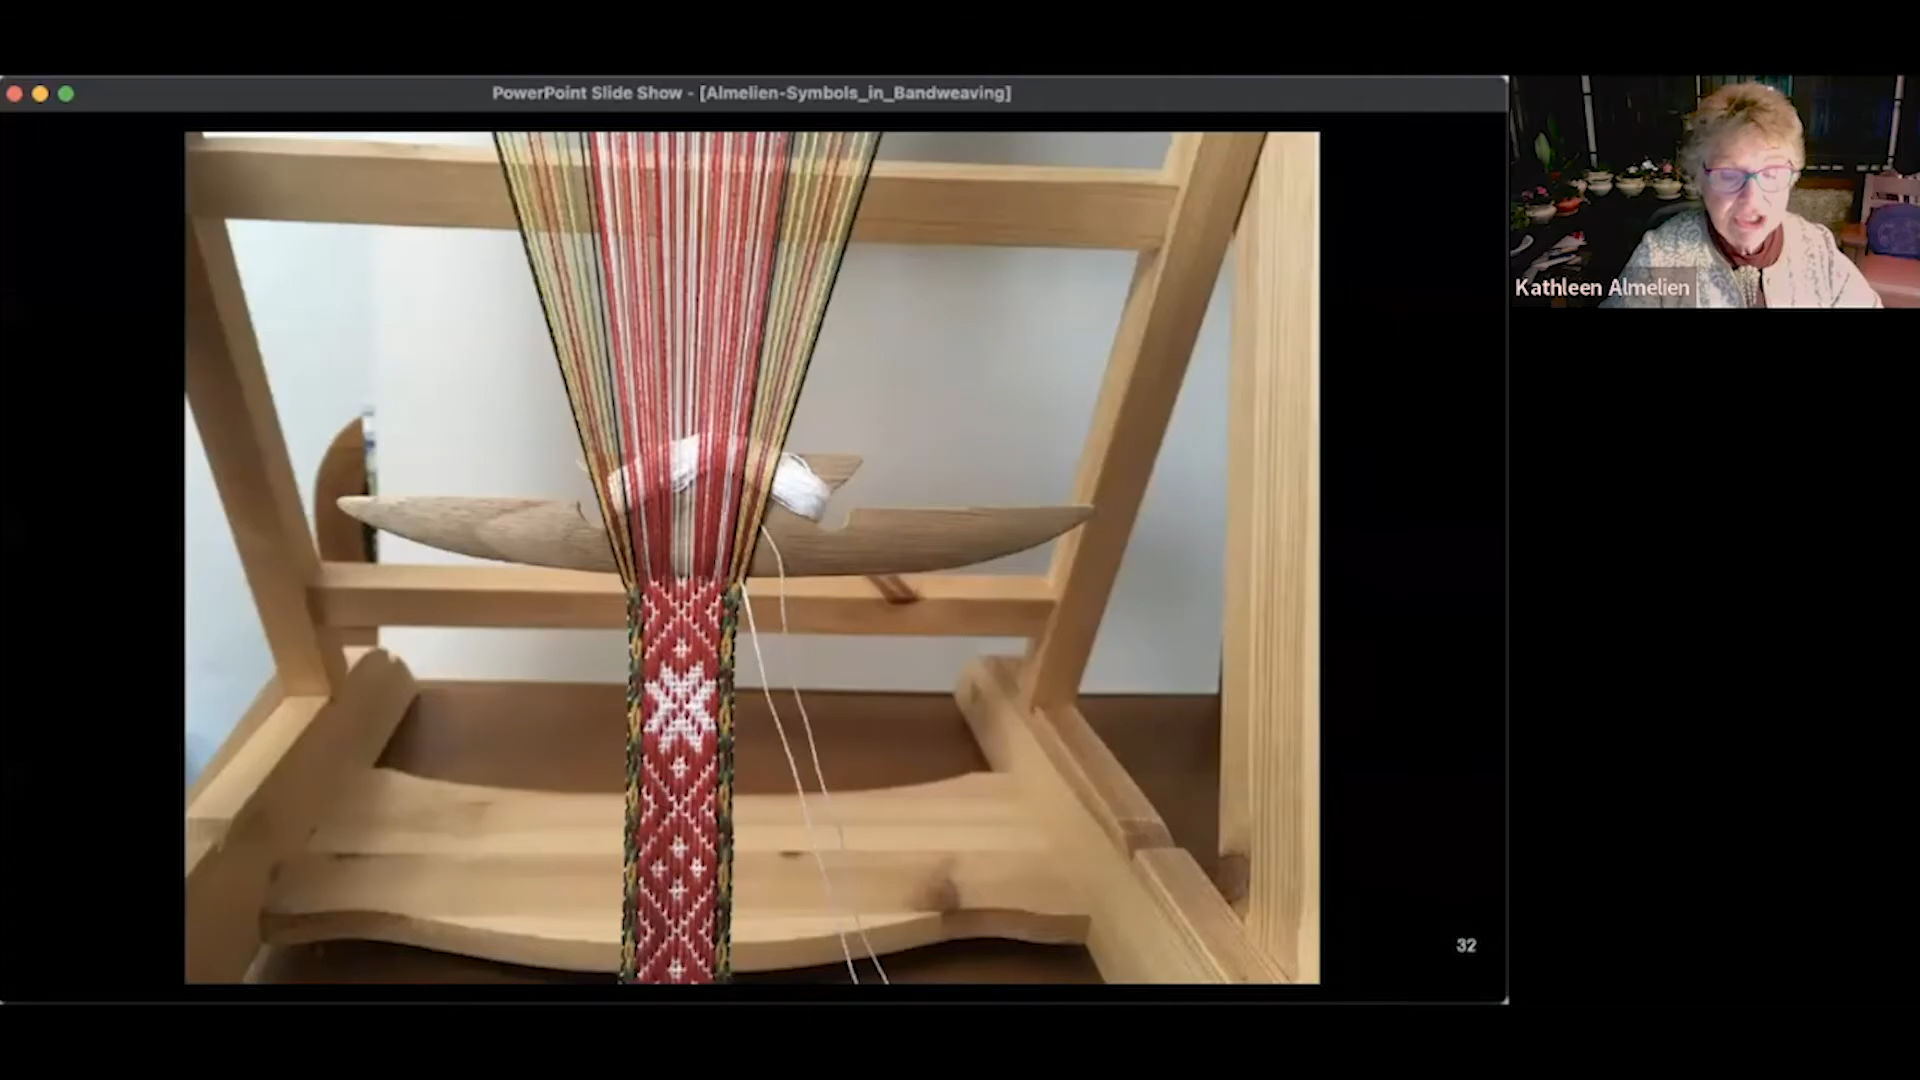 PowerPoint Slide Show - [Almelien-Symbols_in_Bandweaving]
Kathleen Almelien
32